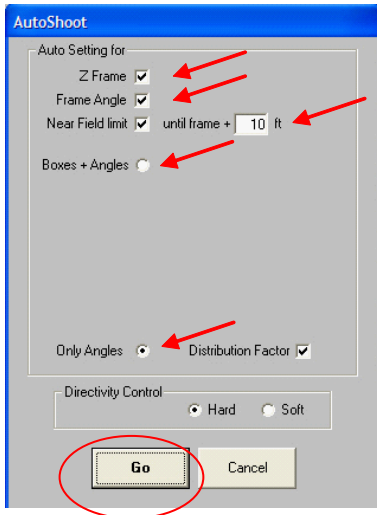 AutoShoot
Auto Setting for
Z Frame
Frame Angle
Near Field limit until frame + 10 ft
Boxes + Angles
Only Angles Distribution Factor
Directivity Control
Hard Soft
Go Cancel